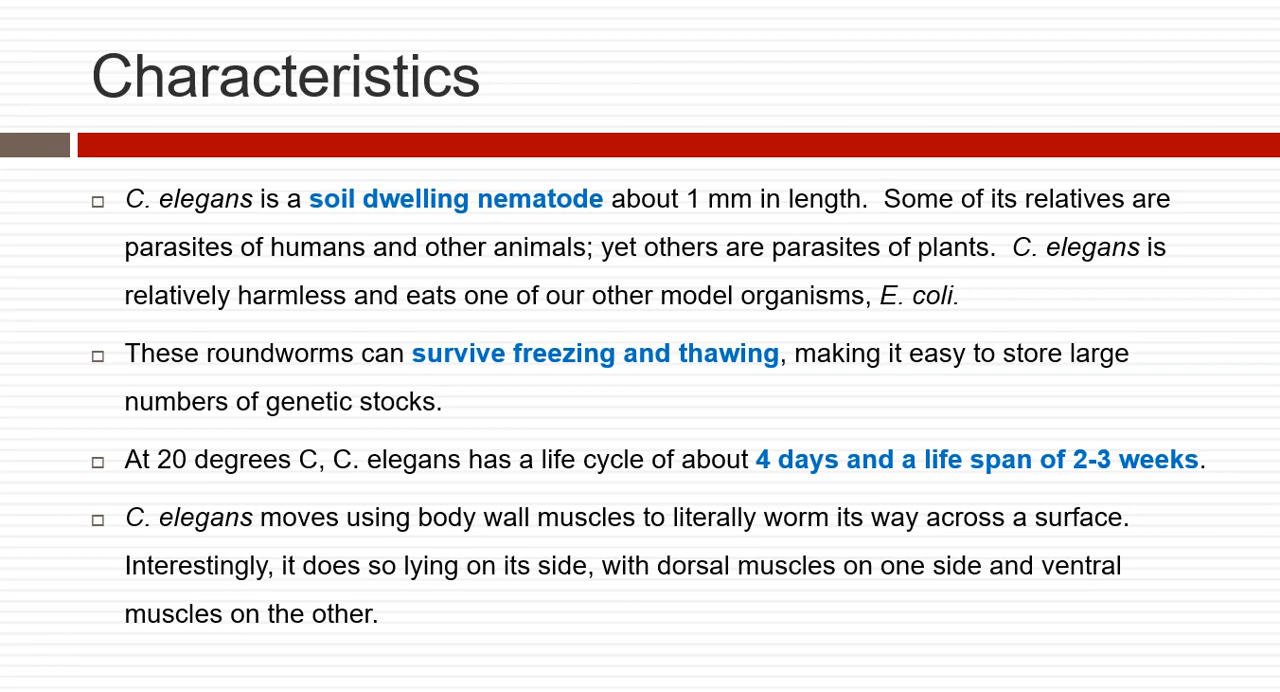 Characteristics
C. elegans is a soil dwelling nematode about 1 mm in length.  Some of its relatives are
parasites of humans and other animals; yet others are parasites of plants.  C. elegans is
relatively harmless and eats one of our other model organisms, E. coli.
These roundworms can survive freezing and thawing, making it easy to store large
numbers of genetic stocks.
At 20 degrees C, C. elegans has a life cycle of about 4 days and a life span of 2-3 weeks.
C. elegans moves using body wall muscles to literally worm its way across a surface.
Interestingly, it does so lying on its side, with dorsal muscles on one side and ventral
muscles on the other.